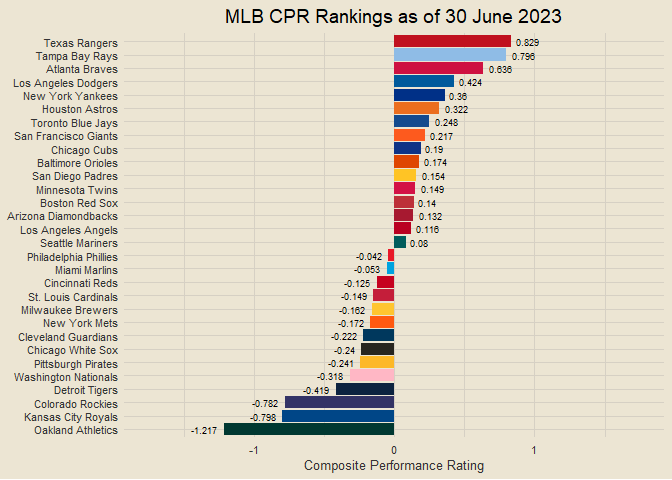 MLB CPR Rankings as of 30 June 2023
Texas Rangers 0.829
Tampa Bay Rays 0.796
Atlanta Braves 0.636
Los Angeles Dodgers 0.424
New York Yankees 0.36
Houston Astros 0.322
Toronto Blue Jays 0.248
San Francisco Giants 0.217
Chicago Cubs 0.19
Baltimore Orioles 0.174
San Diego Padres 0.154
Minnesota Twins 0.149
Boston Red Sox 0.14
Arizona Diamondbacks 0.132
Los Angeles Angels 0.116
Seattle Mariners 0.08
Philadelphia Phillies -0.042
Miami Marlins -0.053
Cincinnati Reds -0.125
St. Louis Cardinals -0.149
Milwaukee Brewers -0.162
New York Mets -0.172
Cleveland Guardians -0.222
Chicago White Sox -0.24
Pittsburgh Pirates -0.241
Washington Nationals -0.318
Detroit Tigers -0.419
Colorado Rockies -0.782
Kansas City Royals -0.798
Oakland Athletics -1.217
-1 0 1
Composite Performance Rating